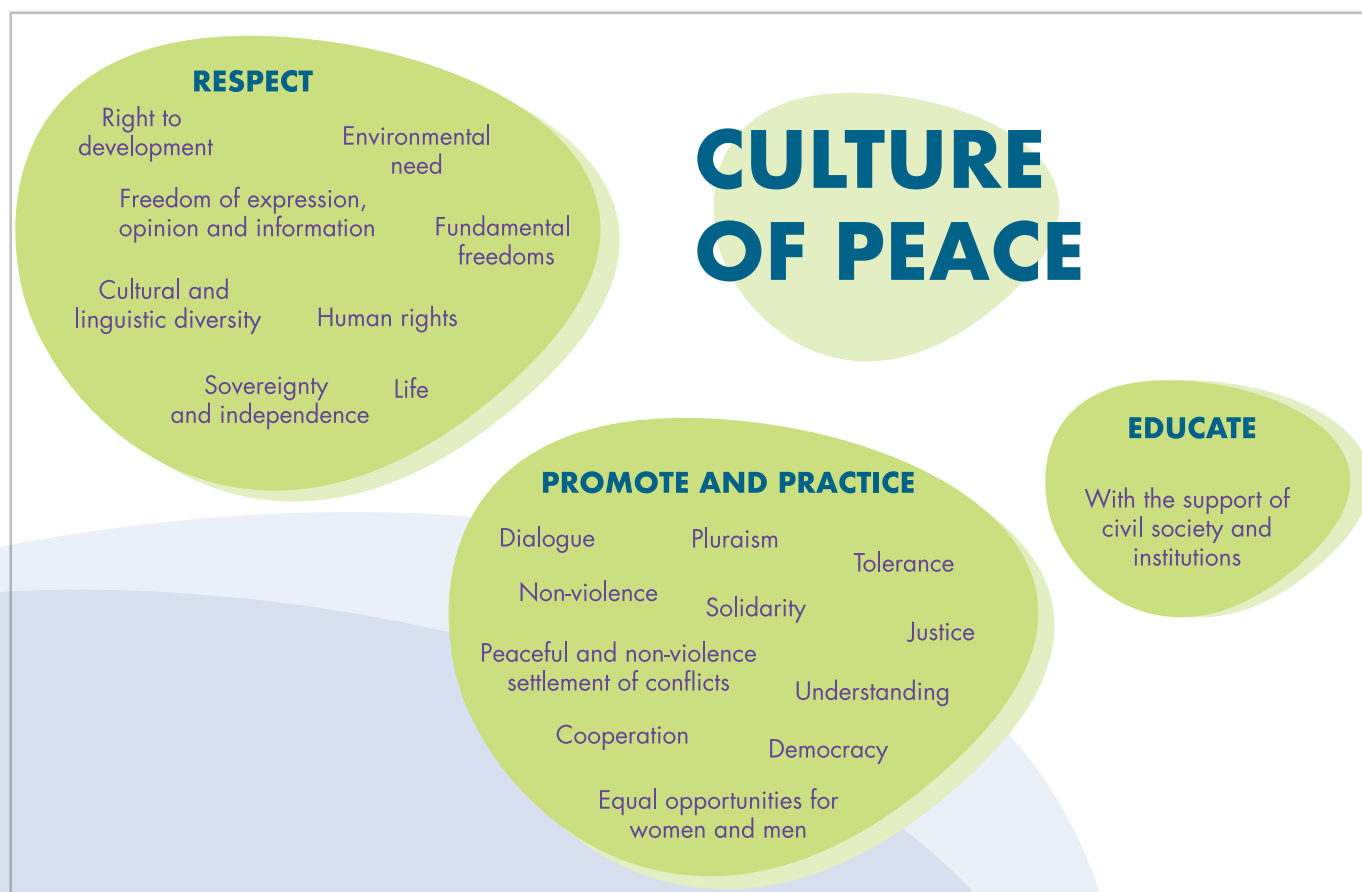 CULTURE
OF PEACE
RESPECT
Right to
development
Environmental
need
Freedom of expression,
opinion and information
Fundamental
freedoms
Cultural and
linguistic diversity
Human rights
Sovereignty
and independence
Life
PROMOTE AND PRACTICE
Dialogue
Pluraism
Tolerance
Non-violence
Solidarity
Justice
Peaceful and non-violence
settlement of conflicts
Understanding
Cooperation
Democracy
Equal opportunities for
women and men
EDUCATE
With the support of
civil society and
institutions